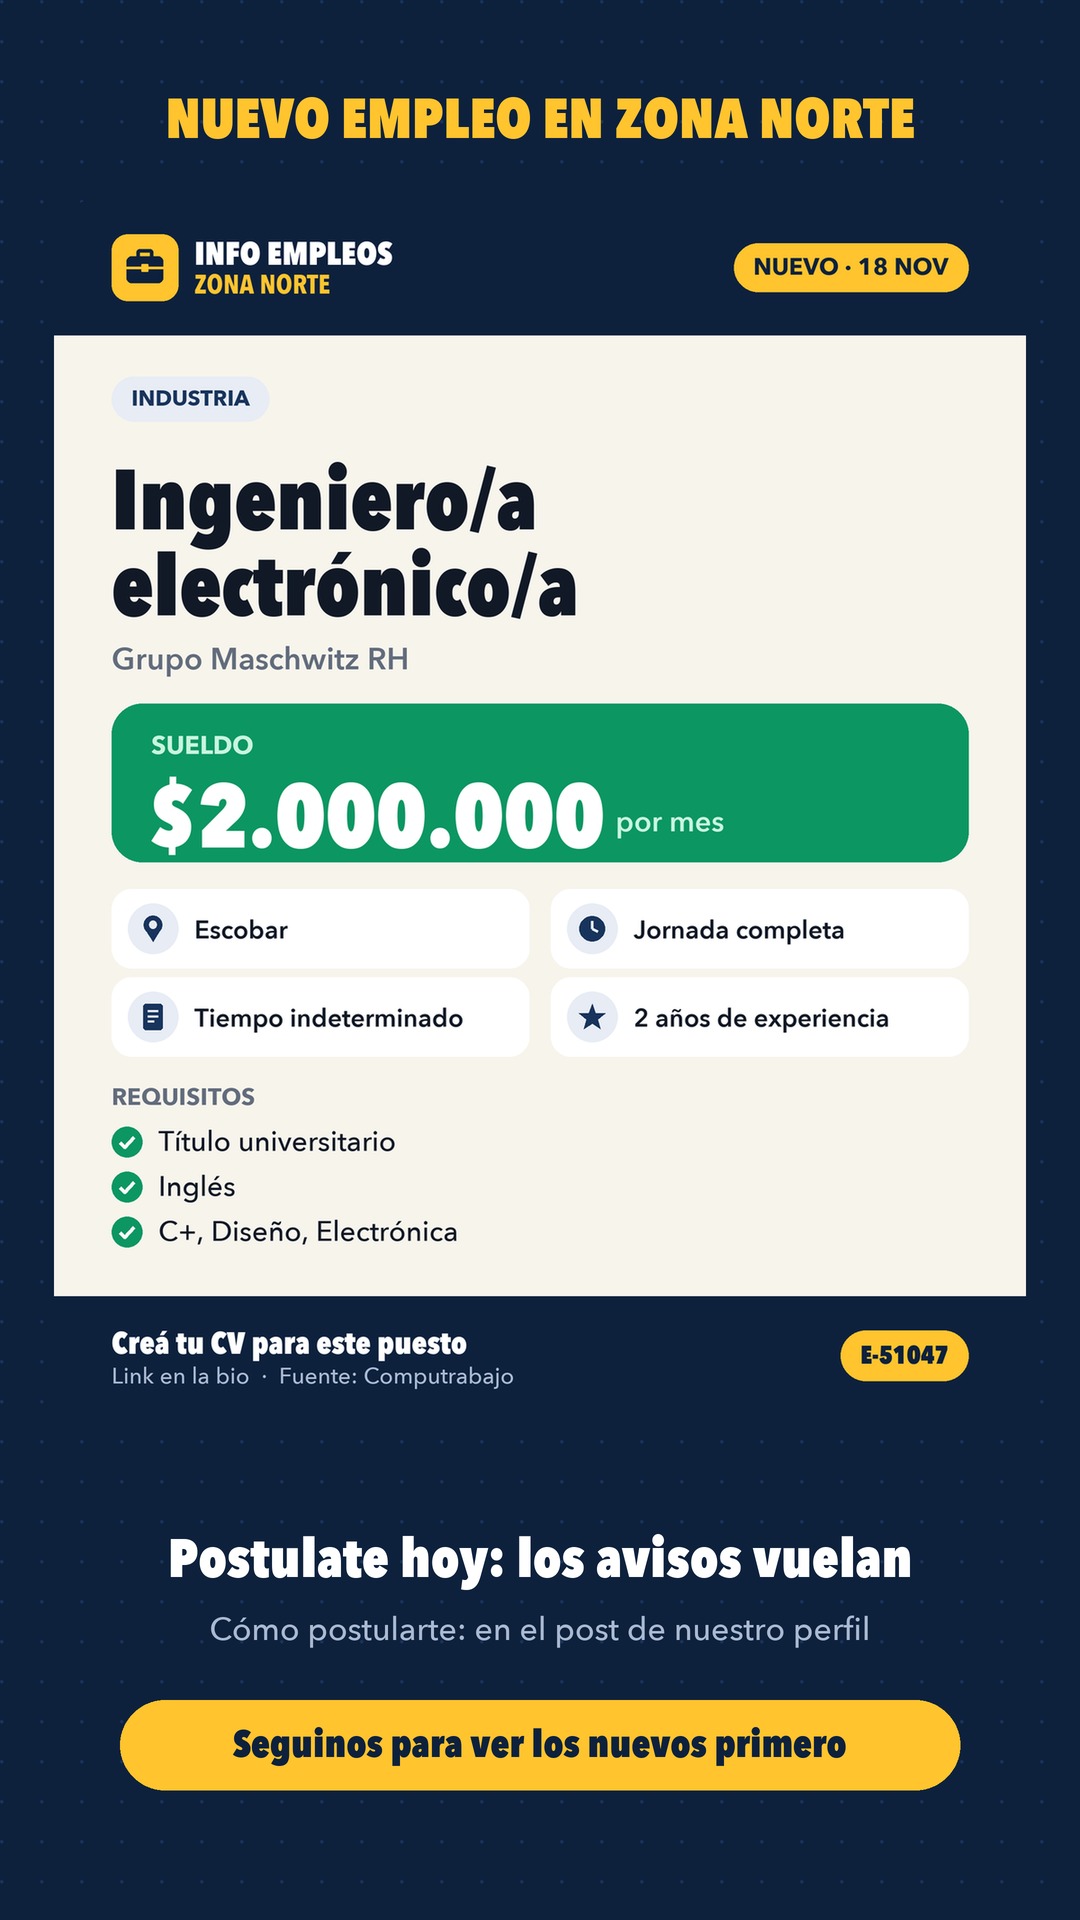 NUEVO EMPLEO EN ZONA NORTE
INFO EMPLEOS
ZONA NORTE
NUEVO · 18 NOV
INDUSTRIA
Ingeniero/a
electrónico/a
Grupo Maschwitz RH
SUELDO
$2.000.000 por mes
Escobar
Jornada completa
Tiempo indeterminado
2 años de experiencia
REQUISITOS
Título universitario
Inglés
C+, Diseño, Electrónica
Creá tu CV para este puesto
Link en la bio · Fuente: Computrabajo
E-51047
Postulate hoy: los avisos vuelan
Cómo postularte: en el post de nuestro perfil
Seguinos para ver los nuevos primero